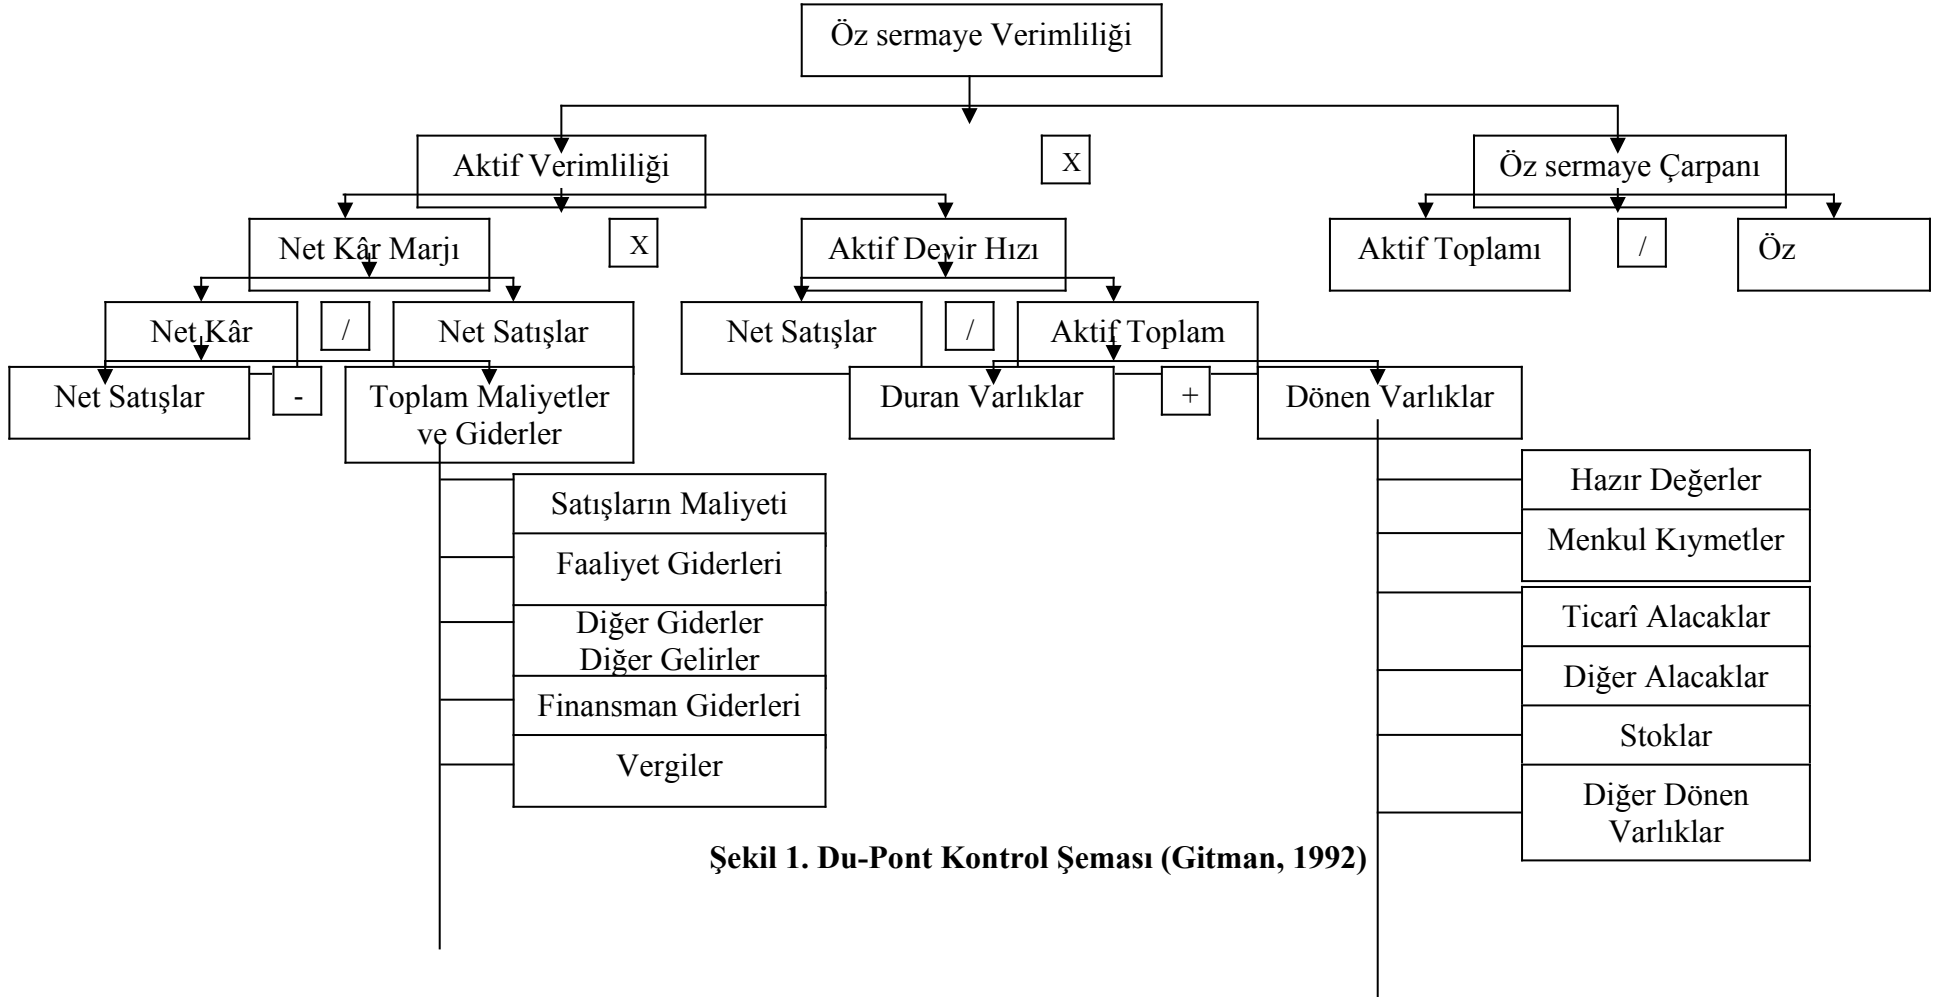 Öz sermaye Verimliliği
Aktif Verimliliği
X
Öz sermaye Çarpanı
Net Kâr Marjı
X
Aktif Devir Hızı
Aktif Toplamı
/
Öz
Net Kâr
/
Net Satışlar
Net Satışlar
/
Aktif Toplam
Net Satışlar
-
Toplam Maliyetler
ve Giderler
Duran Varlıklar
+
Dönen Varlıklar
Satışların Maliyeti
Faaliyet Giderleri
Diğer Giderler
Diğer Gelirler
Finansman Giderleri
Vergiler
Hazır Değerler
Menkul Kıymetler
Ticarî Alacaklar
Diğer Alacaklar
Stoklar
Diğer Dönen
Varlıklar
Şekil 1. Du-Pont Kontrol Şeması (Gitman, 1992)